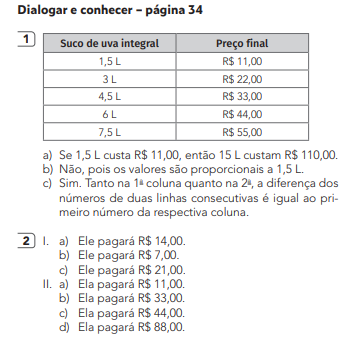 Dialogar e conhecer – página 34
1
Suco de uva integral Preço final
1,5 L R$ 11,00
3 L R$ 22,00
4,5 L R$ 33,00
6 L R$ 44,00
7,5 L R$ 55,00
a) Se 1,5 L custa R$ 11,00, então 15 L custam R$ 110,00.
b) Não, pois os valores são proporcionais a 1,5 L.
c) Sim. Tanto na 1ª coluna quanto na 2ª, a diferença dos
números de duas linhas consecutivas é igual ao pri-
meiro número da respectiva coluna.
2 I. a) Ele pagará R$ 14,00.
b) Ele pagará R$ 7,00.
c) Ele pagará R$ 21,00.
II. a) Ela pagará R$ 11,00.
b) Ela pagará R$ 33,00.
c) Ela pagará R$ 44,00.
d) Ela pagará R$ 88,00.